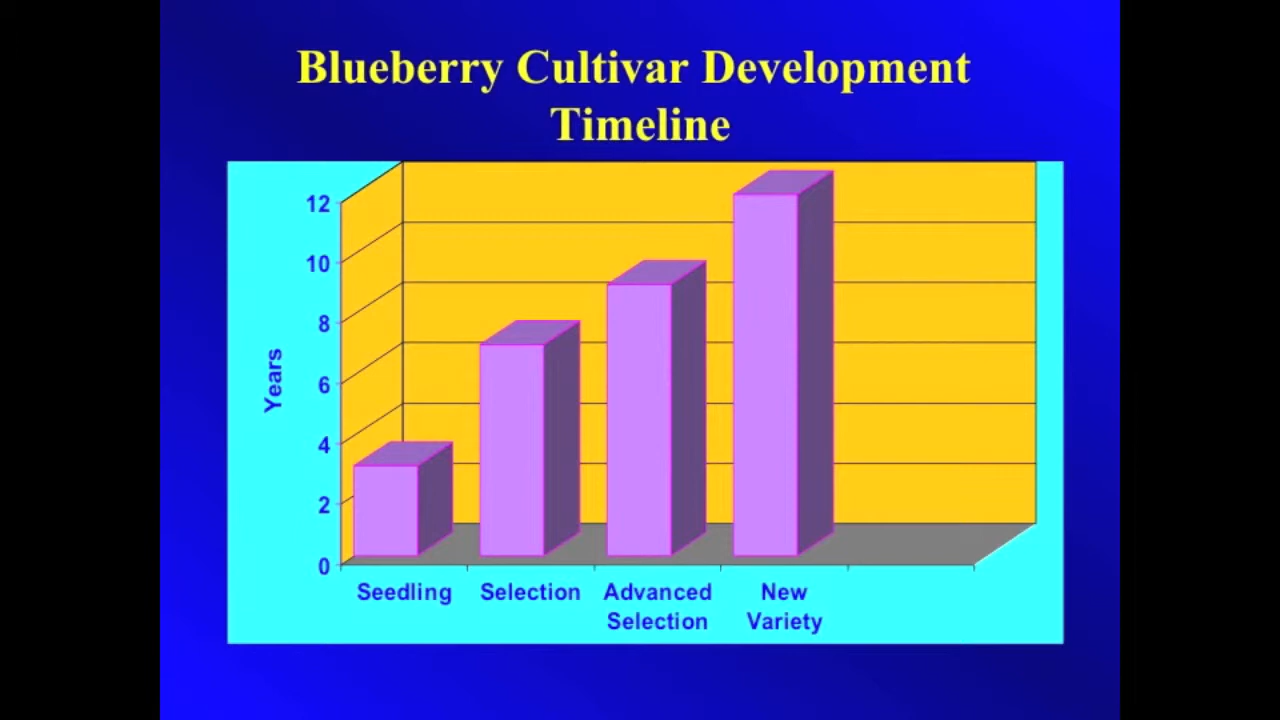 Blueberry Cultivar Development
Timeline
12
10
8
6
4
2
0
Years
Seedling
Selection
Advanced
Selection
New
Variety